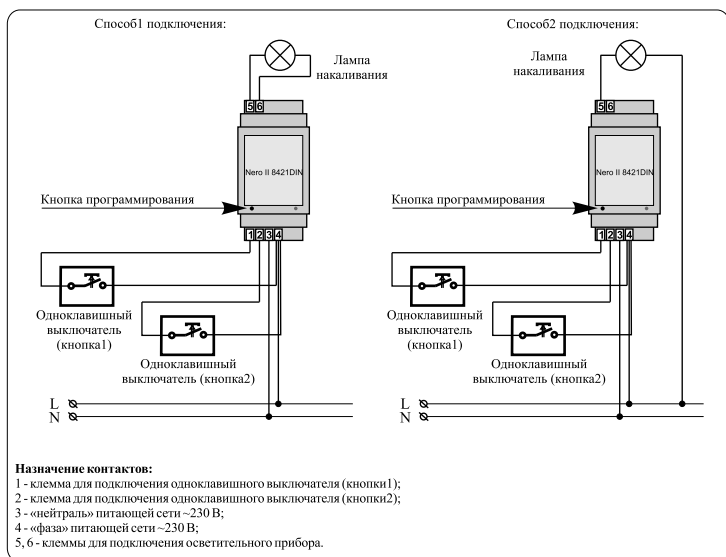 Способ1 подключения:
Способ2 подключения:
Лампа
накаливания
Лампа
накаливания
5 6
5 6
Nero II 8421DIN
Nero II 8421DIN
Кнопка программирования
Кнопка программирования
1 2 3 4
1 2 3 4
Одноклавишный
выключатель
(кнопка1)
Одноклавишный
выключатель (кнопка2)
Одноклавишный
выключатель
(кнопка1)
Одноклавишный
выключатель (кнопка2)
L
N
L
N
Назначение контактов:
1 - клемма для подключения одноклавишного выключателя (кнопки1);
2 - клемма для подключения одноклавишного выключателя (кнопки2);
3 - «нейтраль» питающей сети ~230 В;
4 - «фаза» питающей сети ~230 В;
5, 6 - клеммы для подключения осветительного прибора.